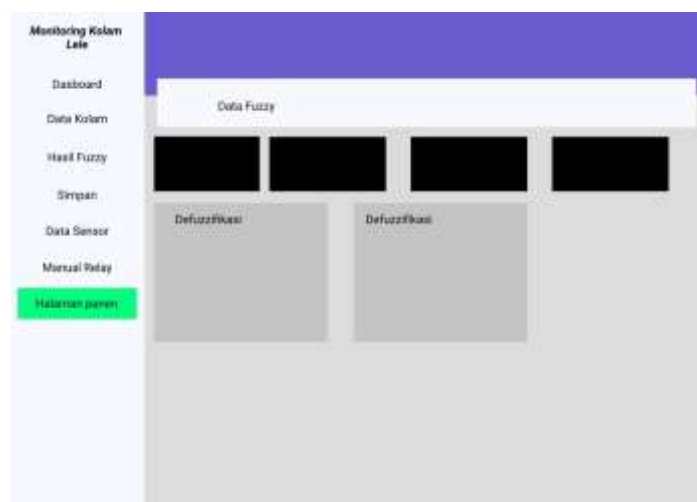 Monitoring Kolam
Lele
Dasboard
Data Kolam
Hasil Fuzzy
Simpan
Data Sensor
Manual Relay
Halaman panen
Data Fuzzy
Defuzzifikasi
Defuzzifikasi